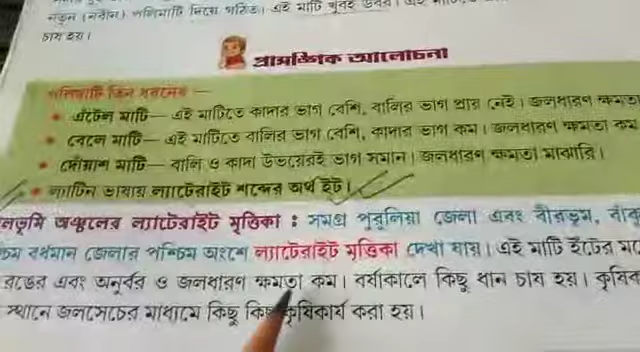 নতুন (নবীন) পলিমাটি দিয়ে গঠিত। এই মাটি খুবই উর্বর। এই
চাষ হয়।
প্রাসঙ্গিক আলোচনা
পলিমাটি তিন ধরনের —
• এঁটেল মাটি— এই মাটিতে কাদার ভাগ বেশি, বালির ভাগ প্রায় নেই। জলধারণ ক্ষমতা
• বেলে মাটি— এই মাটিতে বালির ভাগ বেশি, কাদার ভাগ কম। জলধারণ ক্ষমতা কম
• দোঁয়াশ মাটি— বালি ও কাদা উভয়েরই ভাগ সমান। জলধারণ ক্ষমতা মাঝারি।
• ল্যাটিন ভাষায় ল্যাটেরাইট শব্দের অর্থ ইট।
লভূমি অঞ্চলের ল্যাটেরাইট মৃত্তিকা : সমগ্র পুরুলিয়া জেলা এবং বীরভূম, বাঁকু
চম বর্ধমান জেলার পশ্চিম অংশে ল্যাটেরাইট মৃত্তিকা দেখা যায়। এই মাটি ইটের মতো
রঙের এবং অনুর্বর ও জলধারণ ক্ষমতা কম। বর্ষাকালে কিছু ধান চাষ হয়। কৃষিক
স্থানে জলসেচের মাধ্যমে কিছু কিছু কৃষিকার্য করা হয়।